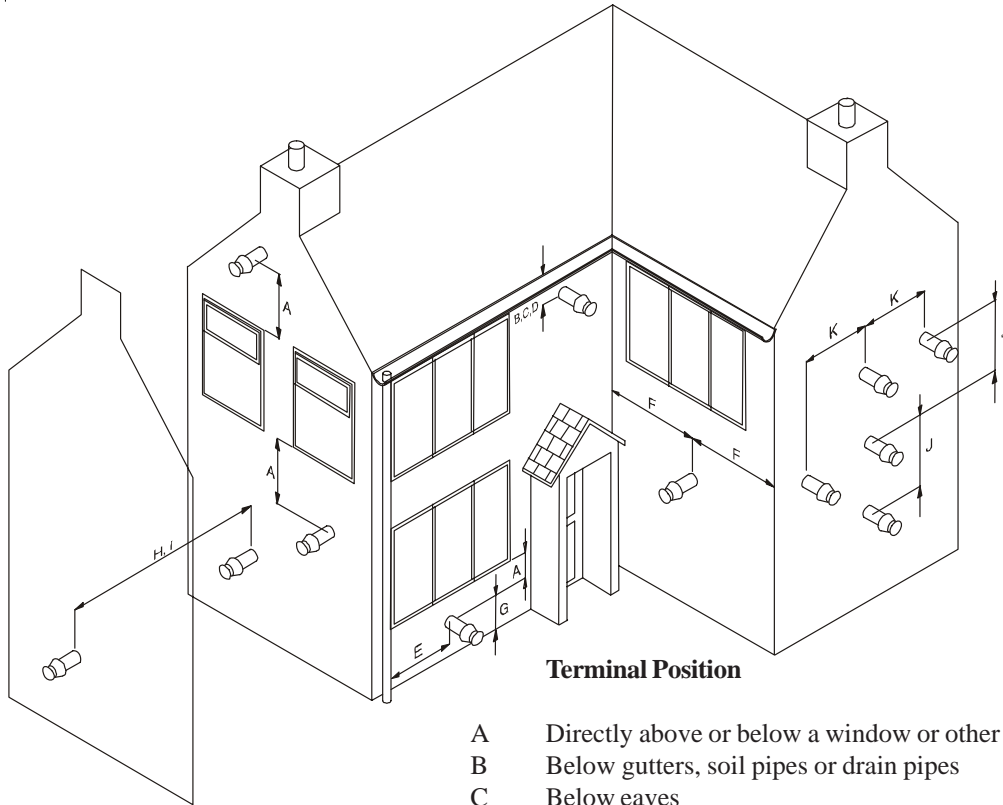 A
A
H, I
B,C,D
F
F
K
K
J
A
G
E
Terminal Position
A Directly above or below a window or other
B Below gutters, soil pipes or drain pipes
C Below eaves